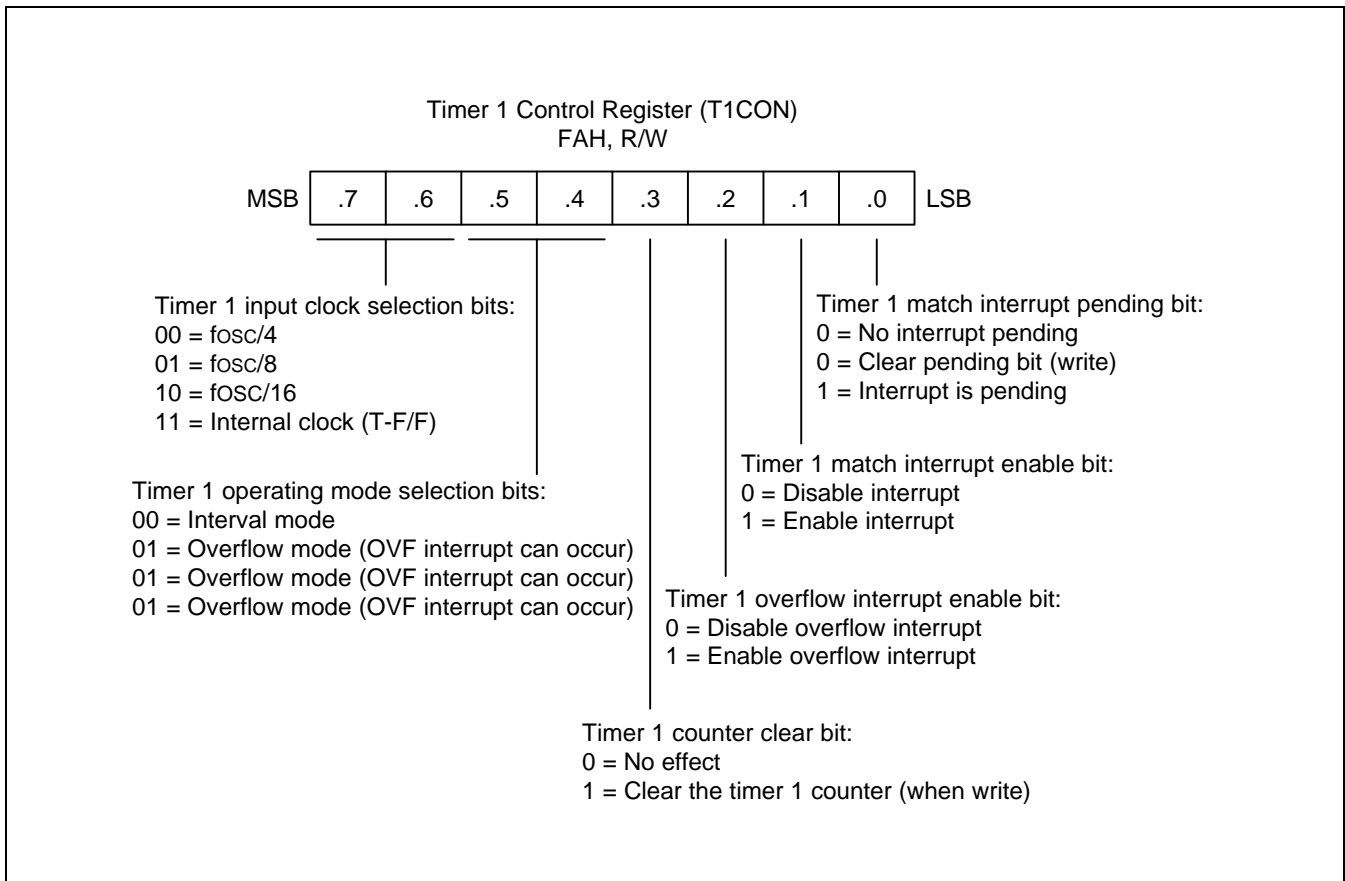 Timer 1 Control Register (T1CON)
FAH, R/W
MSB .7 .6 .5 .4 .3 .2 .1 .0 LSB
Timer 1 input clock selection bits:
00 = fOSC/4
01 = fOSC/8
10 = fOSC/16
11 = Internal clock (T-F/F)
Timer 1 operating mode selection bits:
00 = Interval mode
01 = Overflow mode (OVF interrupt can occur)
01 = Overflow mode (OVF interrupt can occur)
01 = Overflow mode (OVF interrupt can occur)
Timer 1 match interrupt pending bit:
0 = No interrupt pending
0 = Clear pending bit (write)
1 = Interrupt is pending
Timer 1 match interrupt enable bit:
0 = Disable interrupt
1 = Enable interrupt
Timer 1 overflow interrupt enable bit:
0 = Disable overflow interrupt
1 = Enable overflow interrupt
Timer 1 counter clear bit:
0 = No effect
1 = Clear the timer 1 counter (when write)